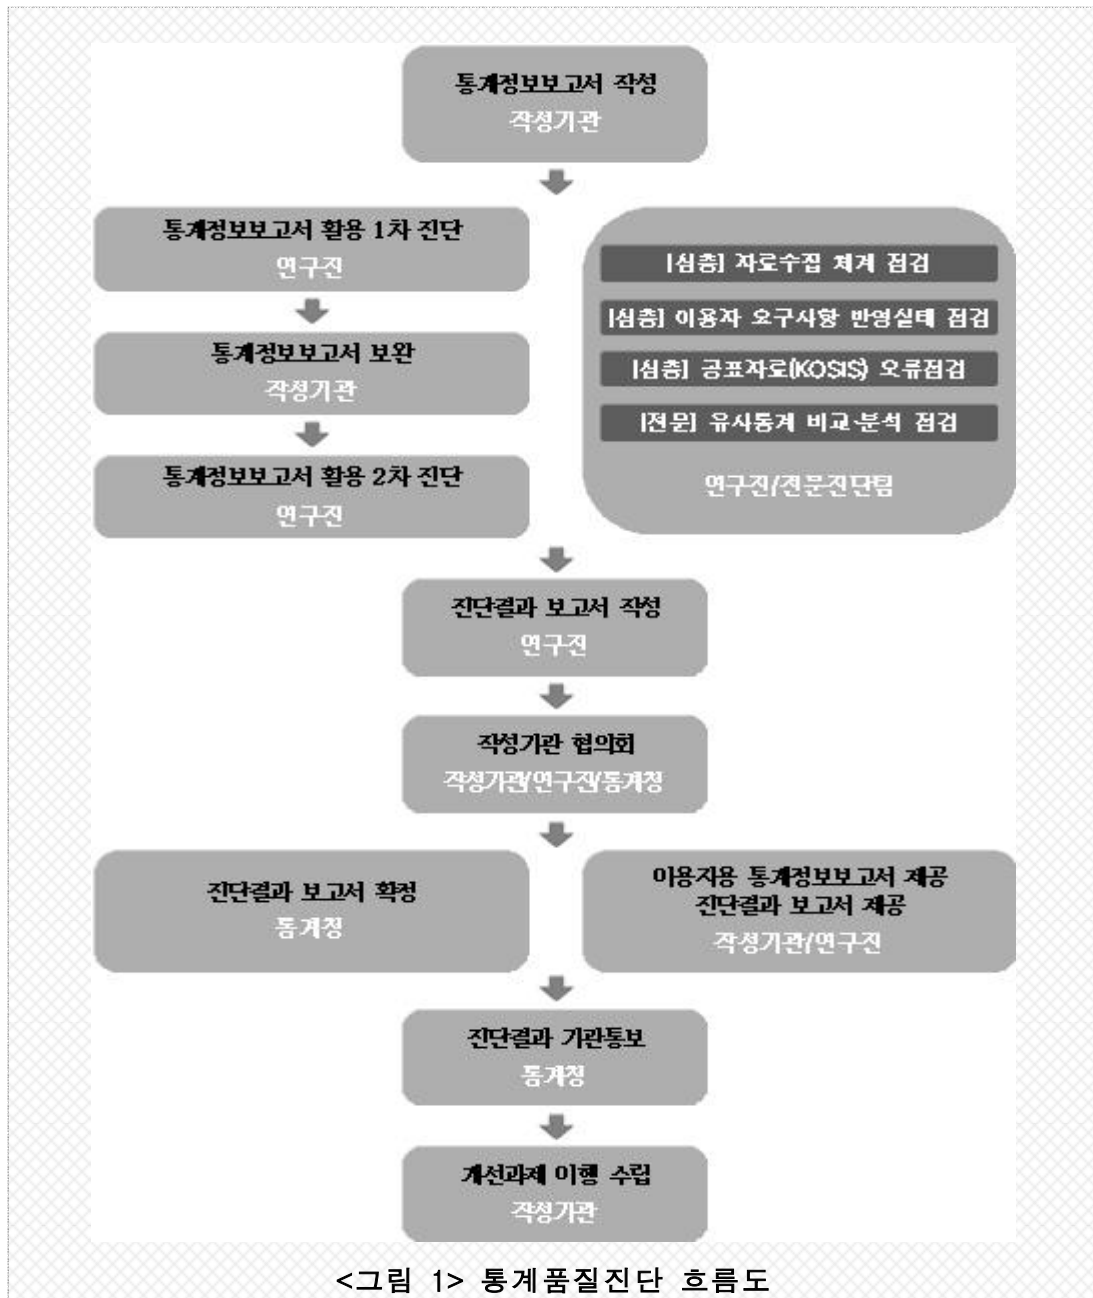 통계정보보고서 작성
작성기관
통계정보보고서 활용 1차 진단
연구진
통계정보보고서 보완
작성기관
통계정보보고서 활용 2차 진단
연구진
[심층] 자료수집 체계 점검
[심층] 이용자 요구사항 반영실태 점검
[심층] 공표자료(KOSIS) 오류점검
[전문] 유사통계 비교·분석 점검
연구진/전문진단팀
진단결과 보고서 작성
연구진
작성기관 협의회
작성기관/연구진/통계청
진단결과 보고서 확정
통계청
이용자용 통계정보보고서 제공
진단결과 보고서 제공
작성기관/연구진
진단결과 기관통보
통계청
개선과제 이행 수립
작성기관
<그림 1> 통계품질진단 흐름도